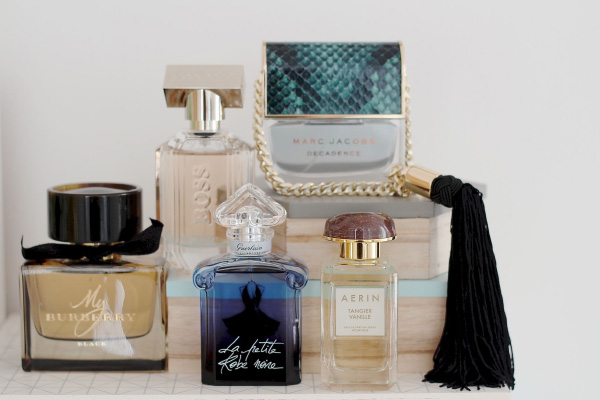 MARC JACOBS
DECADENCE
BOSS
My
BURBERRY
BLACK
Guerlain
La petite
Robe noire
AERIN
TANGIER
VANILLE